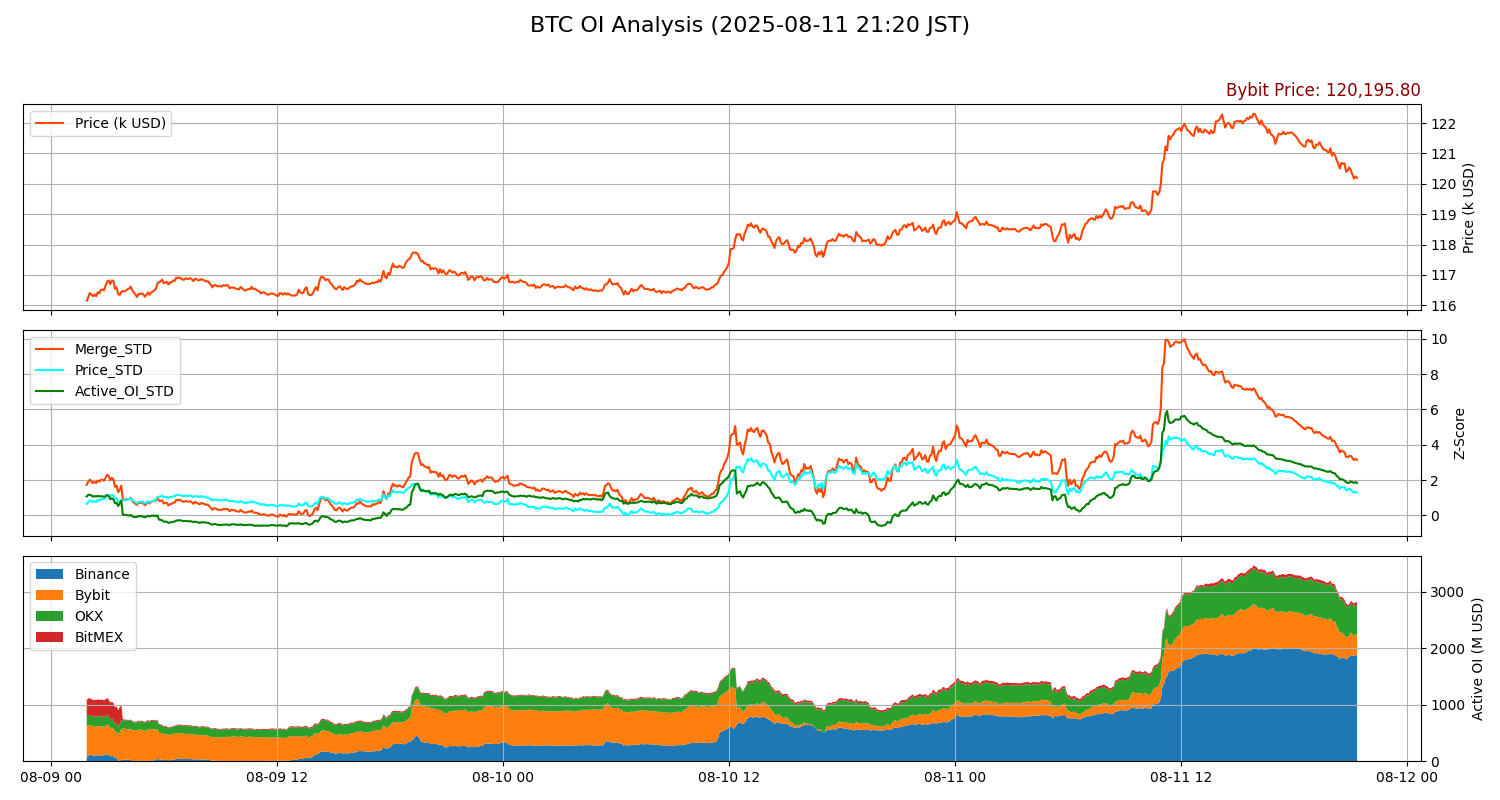 BTC OI Analysis (2025-08-11 21:20 JST)
Bybit Price: 120,195.80
Price (k USD)
122
121
120
119
118
117
116
Price (k USD)
Merge_STD
Price_STD
Active_OI_STD
10
8
6
4
2
0
Z-Score
Binance
Bybit
OKX
BitMEX
3000
2000
1000
0
Active OI (M USD)
08-09 00
08-09 12
08-10 00
08-10 12
08-11 00
08-11 12
08-12 00